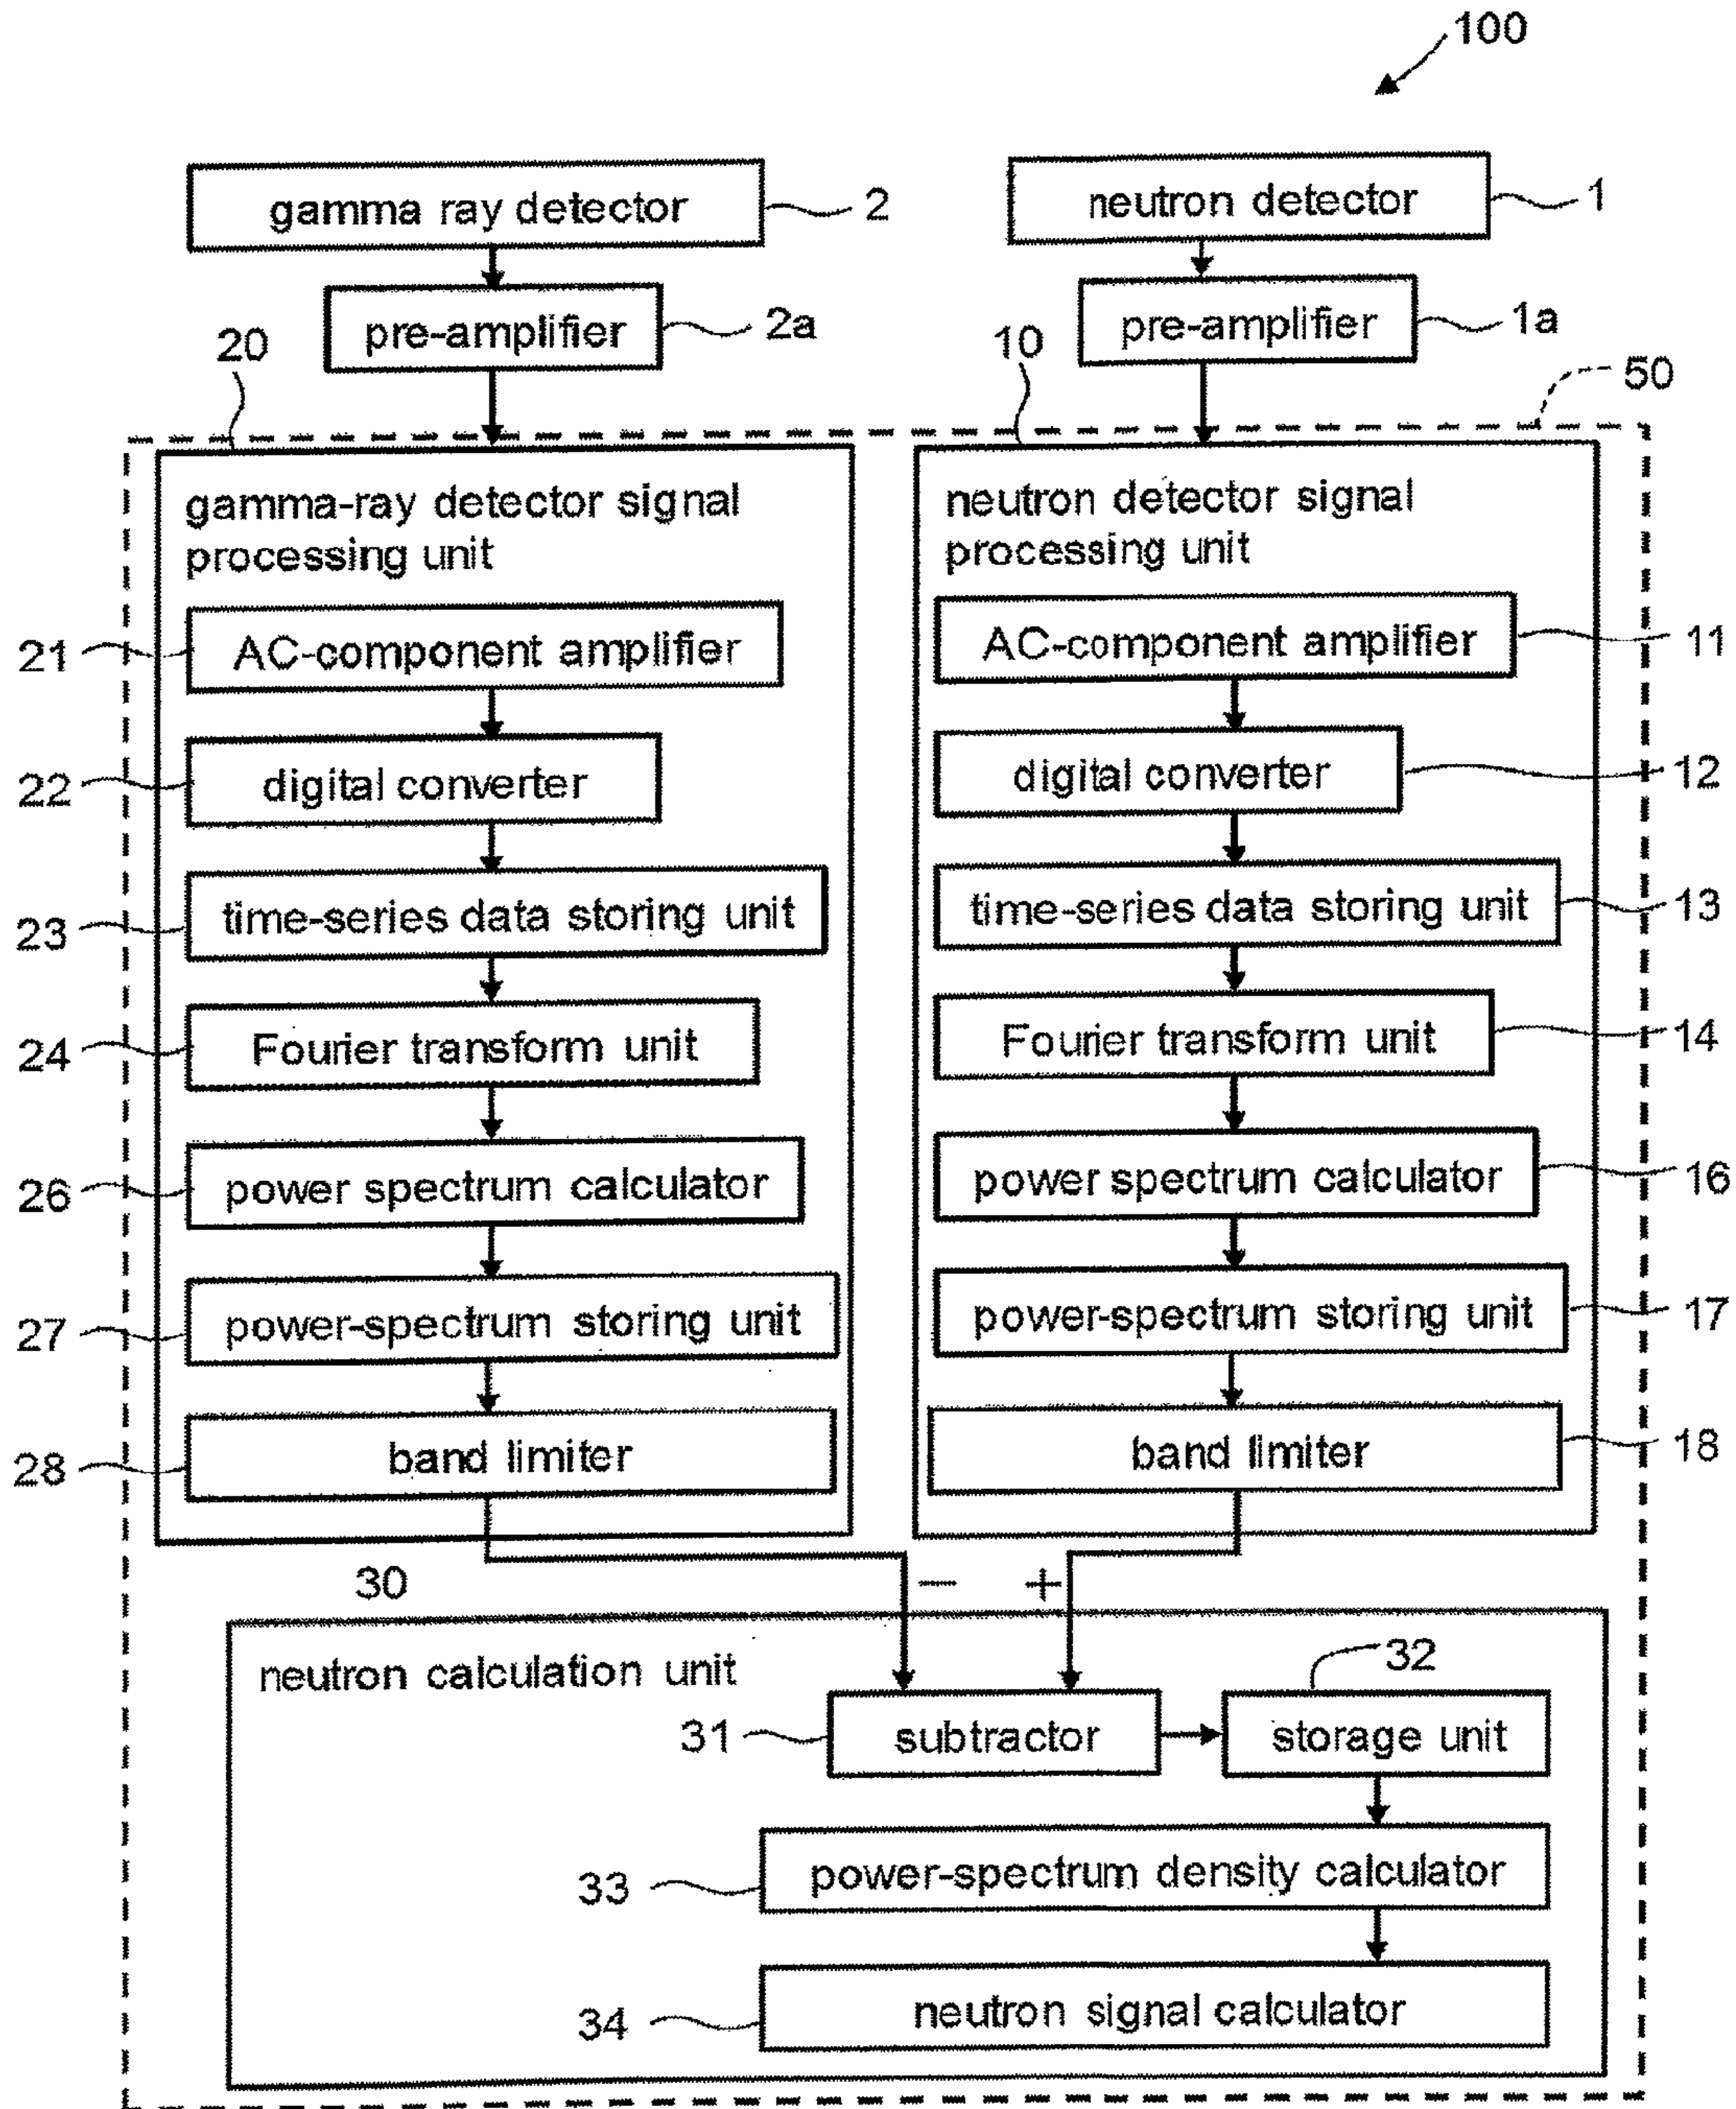 100
gamma ray detector
2
neutron detector
1
pre-amplifier
2a
pre-amplifier
1a
20
10
50
gamma-ray detector signal
processing unit
21
AC-component amplifier
22
digital converter
23
time-series data storing unit
24
Fourier transform unit
26
power spectrum calculator
27
power-spectrum storing unit
28
band limiter
neutron detector signal
processing unit
AC-component amplifier
11
digital converter
12
time-series data storing unit
13
Fourier transform unit
14
power spectrum calculator
16
power-spectrum storing unit
17
band limiter
18
30
− +
neutron calculation unit
32
31
subtractor
storage unit
33
power-spectrum density calculator
34
neutron signal calculator